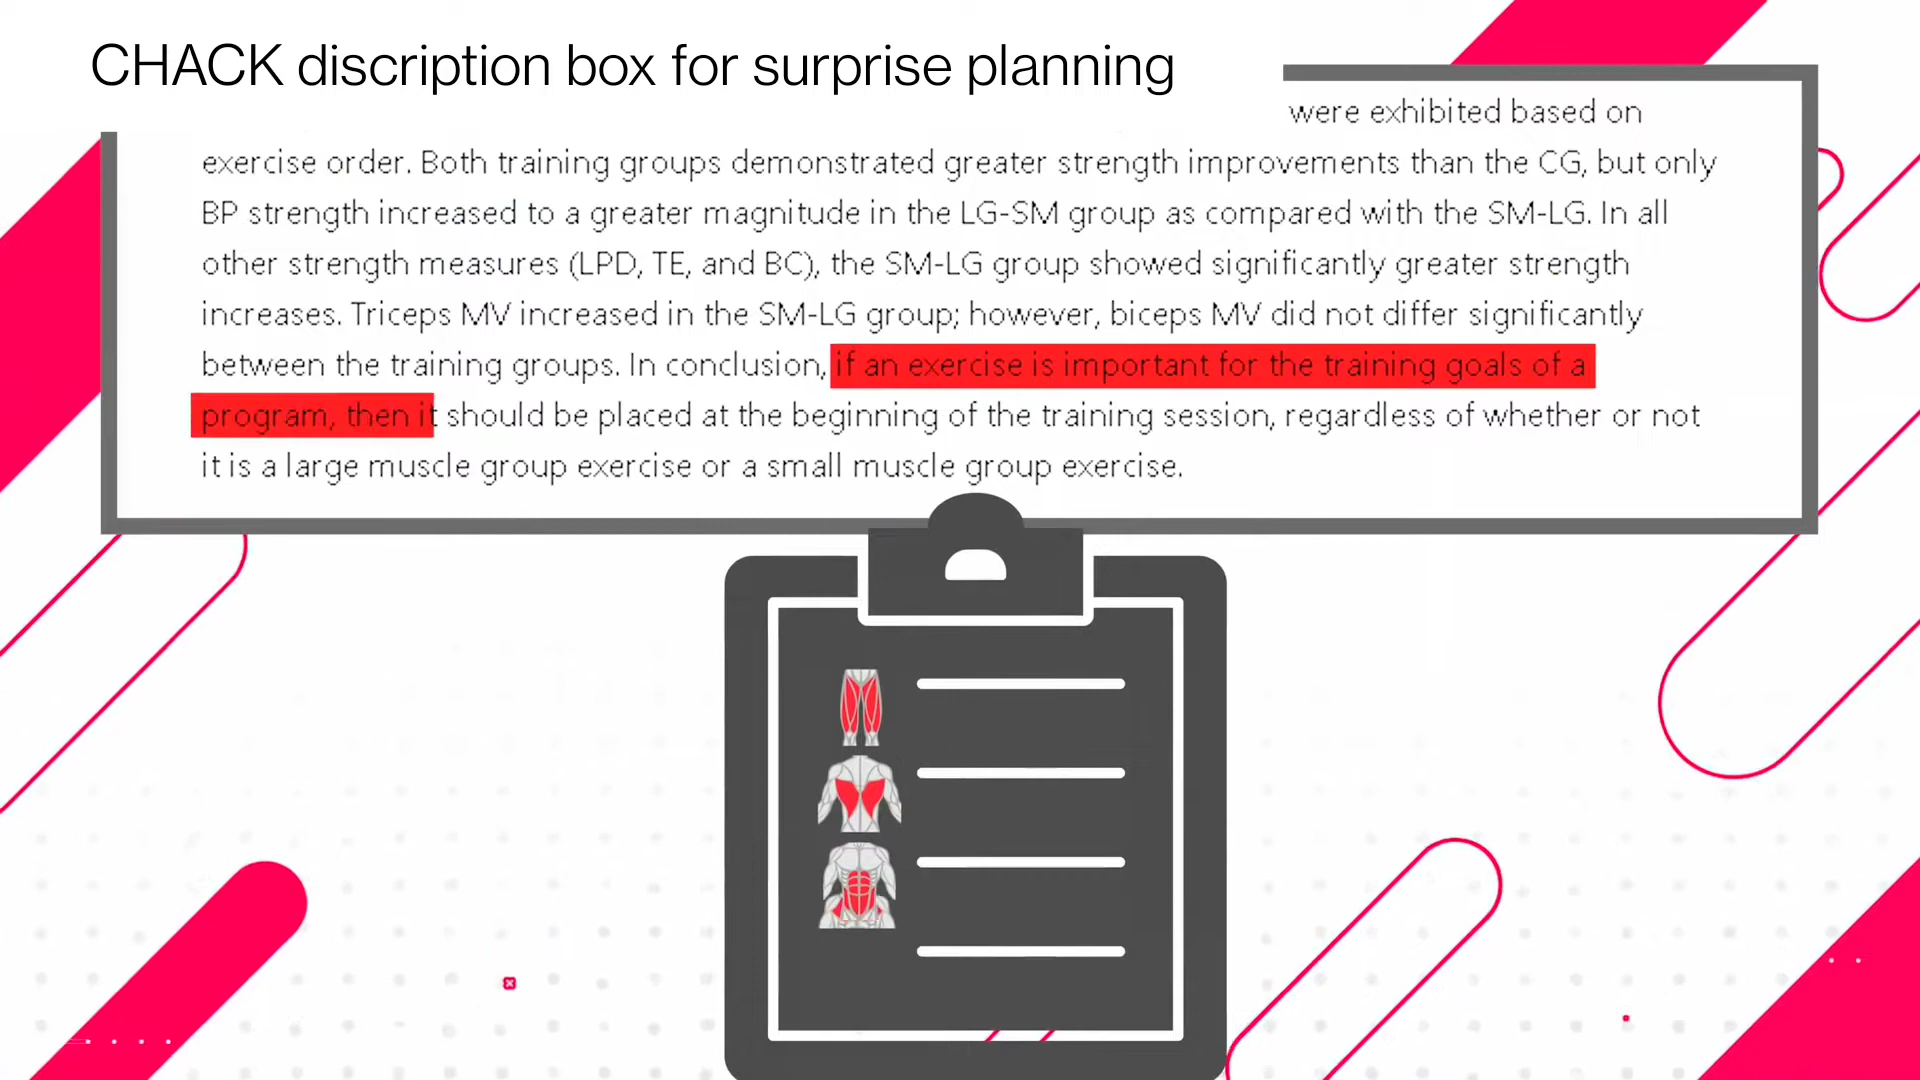 CHACK discription box for surprise planning
were exhibited based on
exercise order. Both training groups demonstrated greater strength improvements than the CG, but only
BP strength increased to a greater magnitude in the LG-SM group as compared with the SM-LG. In all
other strength measures (LPD, TE, and BC), the SM-LG group showed significantly greater strength
increases. Triceps MV increased in the SM-LG group; however, biceps MV did not differ significantly
between the training groups. In conclusion, if an exercise is important for the training goals of a
program, then it should be placed at the beginning of the training session, regardless of whether or not
it is a large muscle group exercise or a small muscle group exercise.